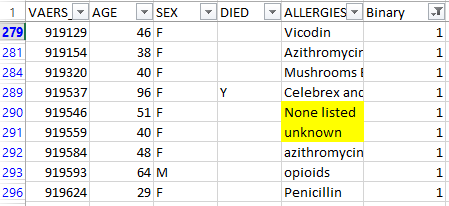 1 VAERS_ AGE SEX DIED ALLERGIES Binary
279 919129 46 F Vicodin 1
281 919154 38 F Azithromycin 1
284 919320 40 F Mushrooms 1
289 919537 96 F Y Celebrex and 1
290 919546 51 F None listed 1
291 919559 40 F unknown 1
292 919584 48 F azithromycin 1
293 919593 64 M opioids 1
296 919624 29 F Penicillin 1